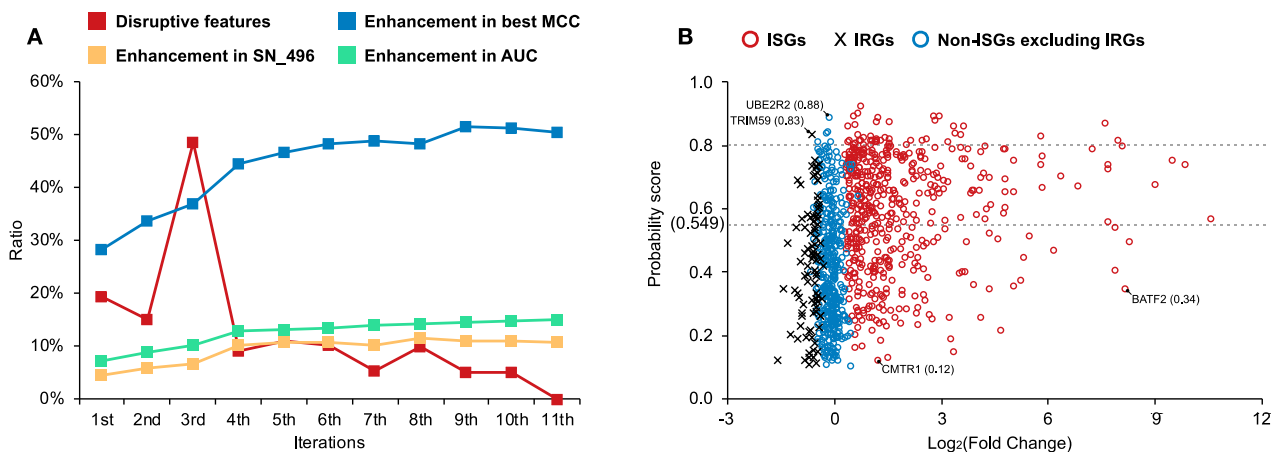 A
Disruptive features
Enhancement in best MCC
Enhancement in SN_496
Enhancement in AUC
60%
50%
40%
30%
20%
10%
0%
Ratio
1st 2nd 3rd 4th 5th 6th 7th 8th 9th 10th 11th
Iterations
B
ISGs
IRGs
Non-ISGs excluding IRGs
1.0
0.8
0.6
(0.549)
0.4
0.2
0.0
Probability score
UBE2R2 (0.88)
TRIM59 (0.83)
BATF2 (0.34)
CMTR1 (0.12)
-3 0 3 6 9 12
Log2(Fold Change)